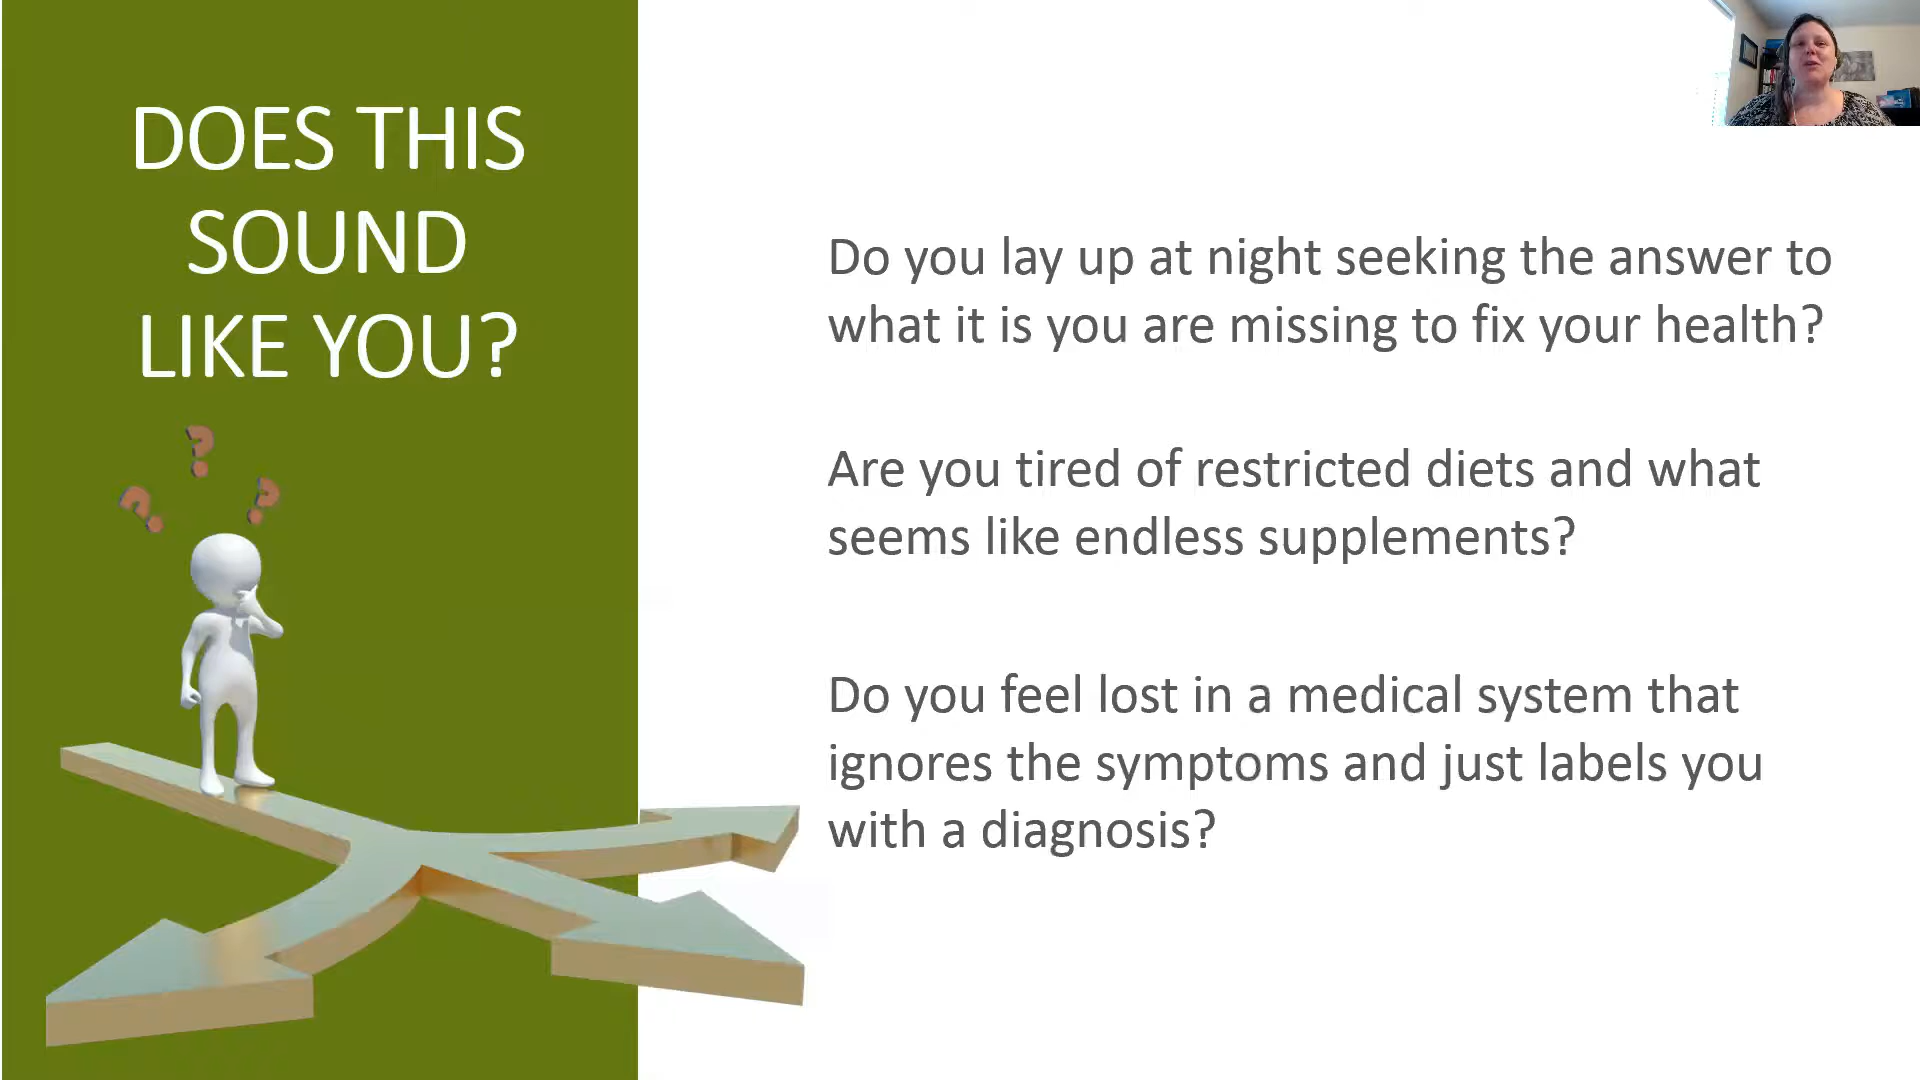 DOES THIS
SOUND
LIKE YOU?
Do you lay up at night seeking the answer to
what it is you are missing to fix your health?
Are you tired of restricted diets and what
seems like endless supplements?
Do you feel lost in a medical system that
ignores the symptoms and just labels you
with a diagnosis?